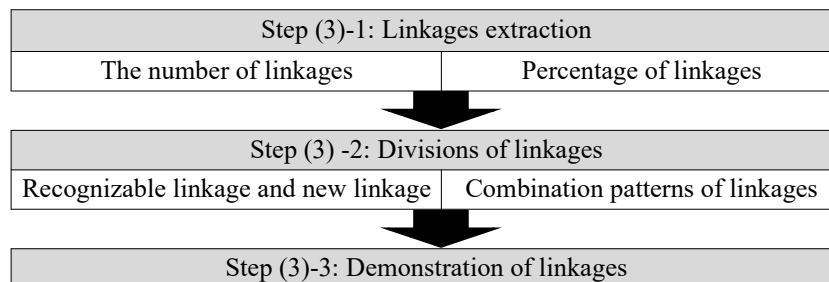 Step (3)-1: Linkages extraction
The number of linkages
Percentage of linkages
Step (3) -2: Divisions of linkages
Recognizable linkage and new linkage
Combination patterns of linkages
Step (3)-3: Demonstration of linkages